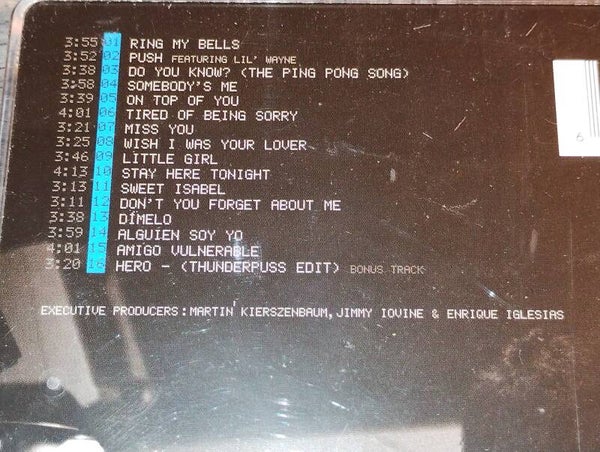 3:55 01 RING MY BELLS
3:52 02 PUSH FEATURING LIL' WAYNE
3:38 03 DO YOU KNOW? (THE PING PONG SONG)
3:58 04 SOMEBODY'S ME
3:39 05 ON TOP OF YOU
4:01 06 TIRED OF BEING SORRY
3:21 07 MISS YOU
3:25 08 WISH I WAS YOUR LOVER
3:46 09 LITTLE GIRL
4:13 10 STAY HERE TONIGHT
3:13 11 SWEET ISABEL
3:11 12 DON'T YOU FORGET ABOUT ME
3:38 13 DÍMELO
3:59 14 ALGUIEN SOY YO
4:01 15 AMIGO VULNERABLE
3:20 16 HERO - (THUNDERPUSS EDIT) BONUS TRACK
EXECUTIVE PRODUCERS: MARTIN KIERSZENBAUM, JIMMY IOVINE & ENRIQUE IGLESIAS
6